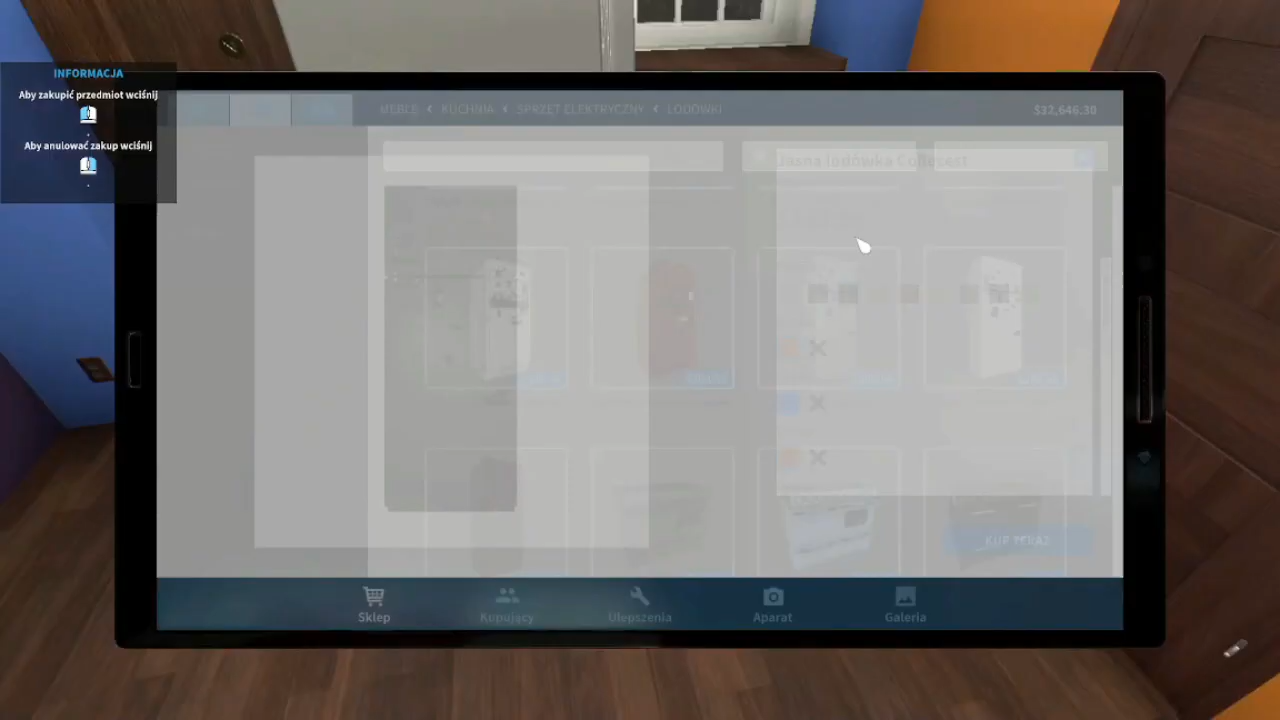 INFORMACJA
Aby zakupić przedmiot wciśnij
.
Aby anulować zakup wciśnij
.
MEBLE < KUCHNIA < SPRZĘT ELEKTRYCZNY < LODÓWKI
$32,646.30
Jasna lodówka Collecest
KUP TERAZ
Sklep
Kupujący
Ulepszenia
Aparat
Galeria